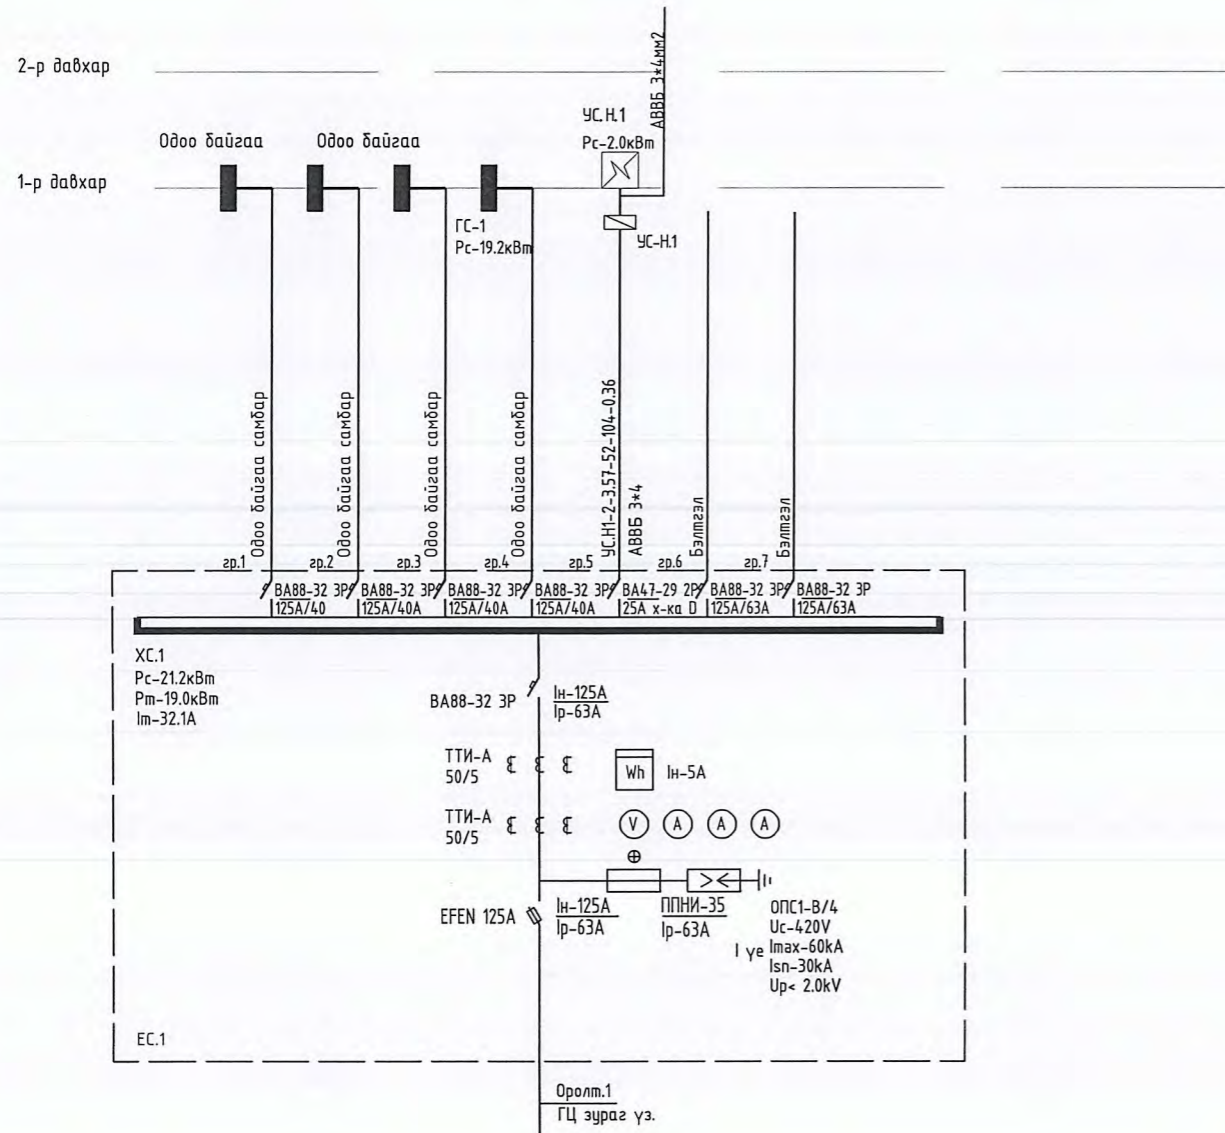 2-р давхар
АВВБ 3*4мм2
УС.Н.1
Рс-2.0кВт
Одоо байгаа
Одоо байгаа
1-р давхар
ГС-1
Рс-19.2кВт
УС-Н.1
Одоо байгаа самбар
Одоо байгаа самбар
Одоо байгаа самбар
Одоо байгаа самбар
УС.Н1-2-3.57-52-104-0.36
АВВБ 3*4
Бэлтгэл
Бэлтгэл
гр.1
гр.2
гр.3
гр.4
гр.5
гр.6
гр.7
ВА88-32 3Р
125А/40
ВА88-32 3Р
125А/40А
ВА88-32 3Р
125А/40А
ВА88-32 3Р
125А/40А
ВА47-29 2Р
25А х-ка D
ВА88-32 3Р
125А/63А
ВА88-32 3Р
125А/63А
ХС.1
Рс-21.2кВт
Рт-19.0кВт
Iт-32.1А
ВА88-32 3Р
Iн-125А
Iр-63А
ТТИ-А
50/5
Wh
Iн-5А
ТТИ-А
50/5
V A A A
EFEN 125А
Iн-125А
Iр-63А
ППНИ-35
Iр-63А
I үе
ОПС1-В/4
Uc-420V
Imax-60kA
Isn-30kA
Up< 2.0kV
ЕС.1
Оролт.1
ГЦ зураг үз.